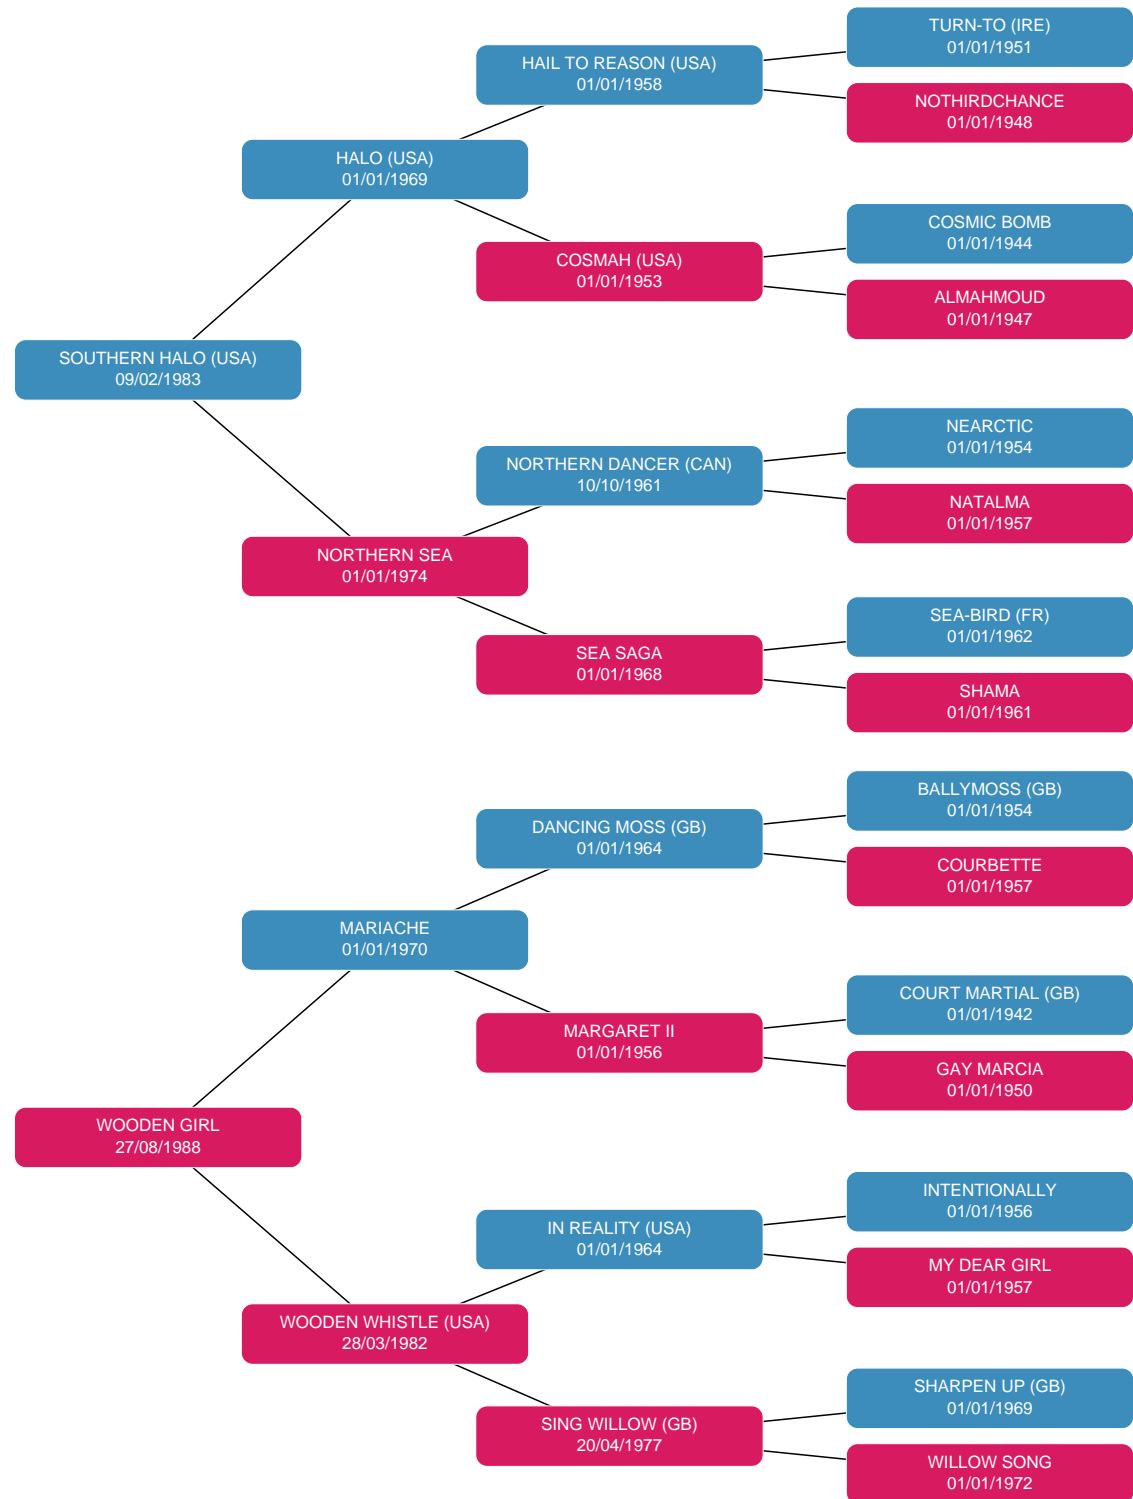 TURN-TO (IRE)
01/01/1951
HAIL TO REASON (USA)
01/01/1958
NOTHIRDCHANCE
01/01/1948
HALO (USA)
01/01/1969
COSMIC BOMB
01/01/1944
COSMAH (USA)
01/01/1953
ALMAHMOUD
01/01/1947
SOUTHERN HALO (USA)
09/02/1983
NEARCTIC
01/01/1954
NORTHERN DANCER (CAN)
10/10/1961
NATALMA
01/01/1957
NORTHERN SEA
01/01/1974
SEA-BIRD (FR)
01/01/1962
SEA SAGA
01/01/1968
SHAMA
01/01/1961
BALLYMOSS (GB)
01/01/1954
DANCING MOSS (GB)
01/01/1964
COURBETTE
01/01/1957
MARIACHE
01/01/1970
COURT MARTIAL (GB)
01/01/1942
MARGARET II
01/01/1956
GAY MARCIA
01/01/1950
WOODEN GIRL
27/08/1988
INTENTIONALLY
01/01/1956
IN REALITY (USA)
01/01/1964
MY DEAR GIRL
01/01/1957
WOODEN WHISTLE (USA)
28/03/1982
SHARPEN UP (GB)
01/01/1969
SING WILLOW (GB)
20/04/1977
WILLOW SONG
01/01/1972